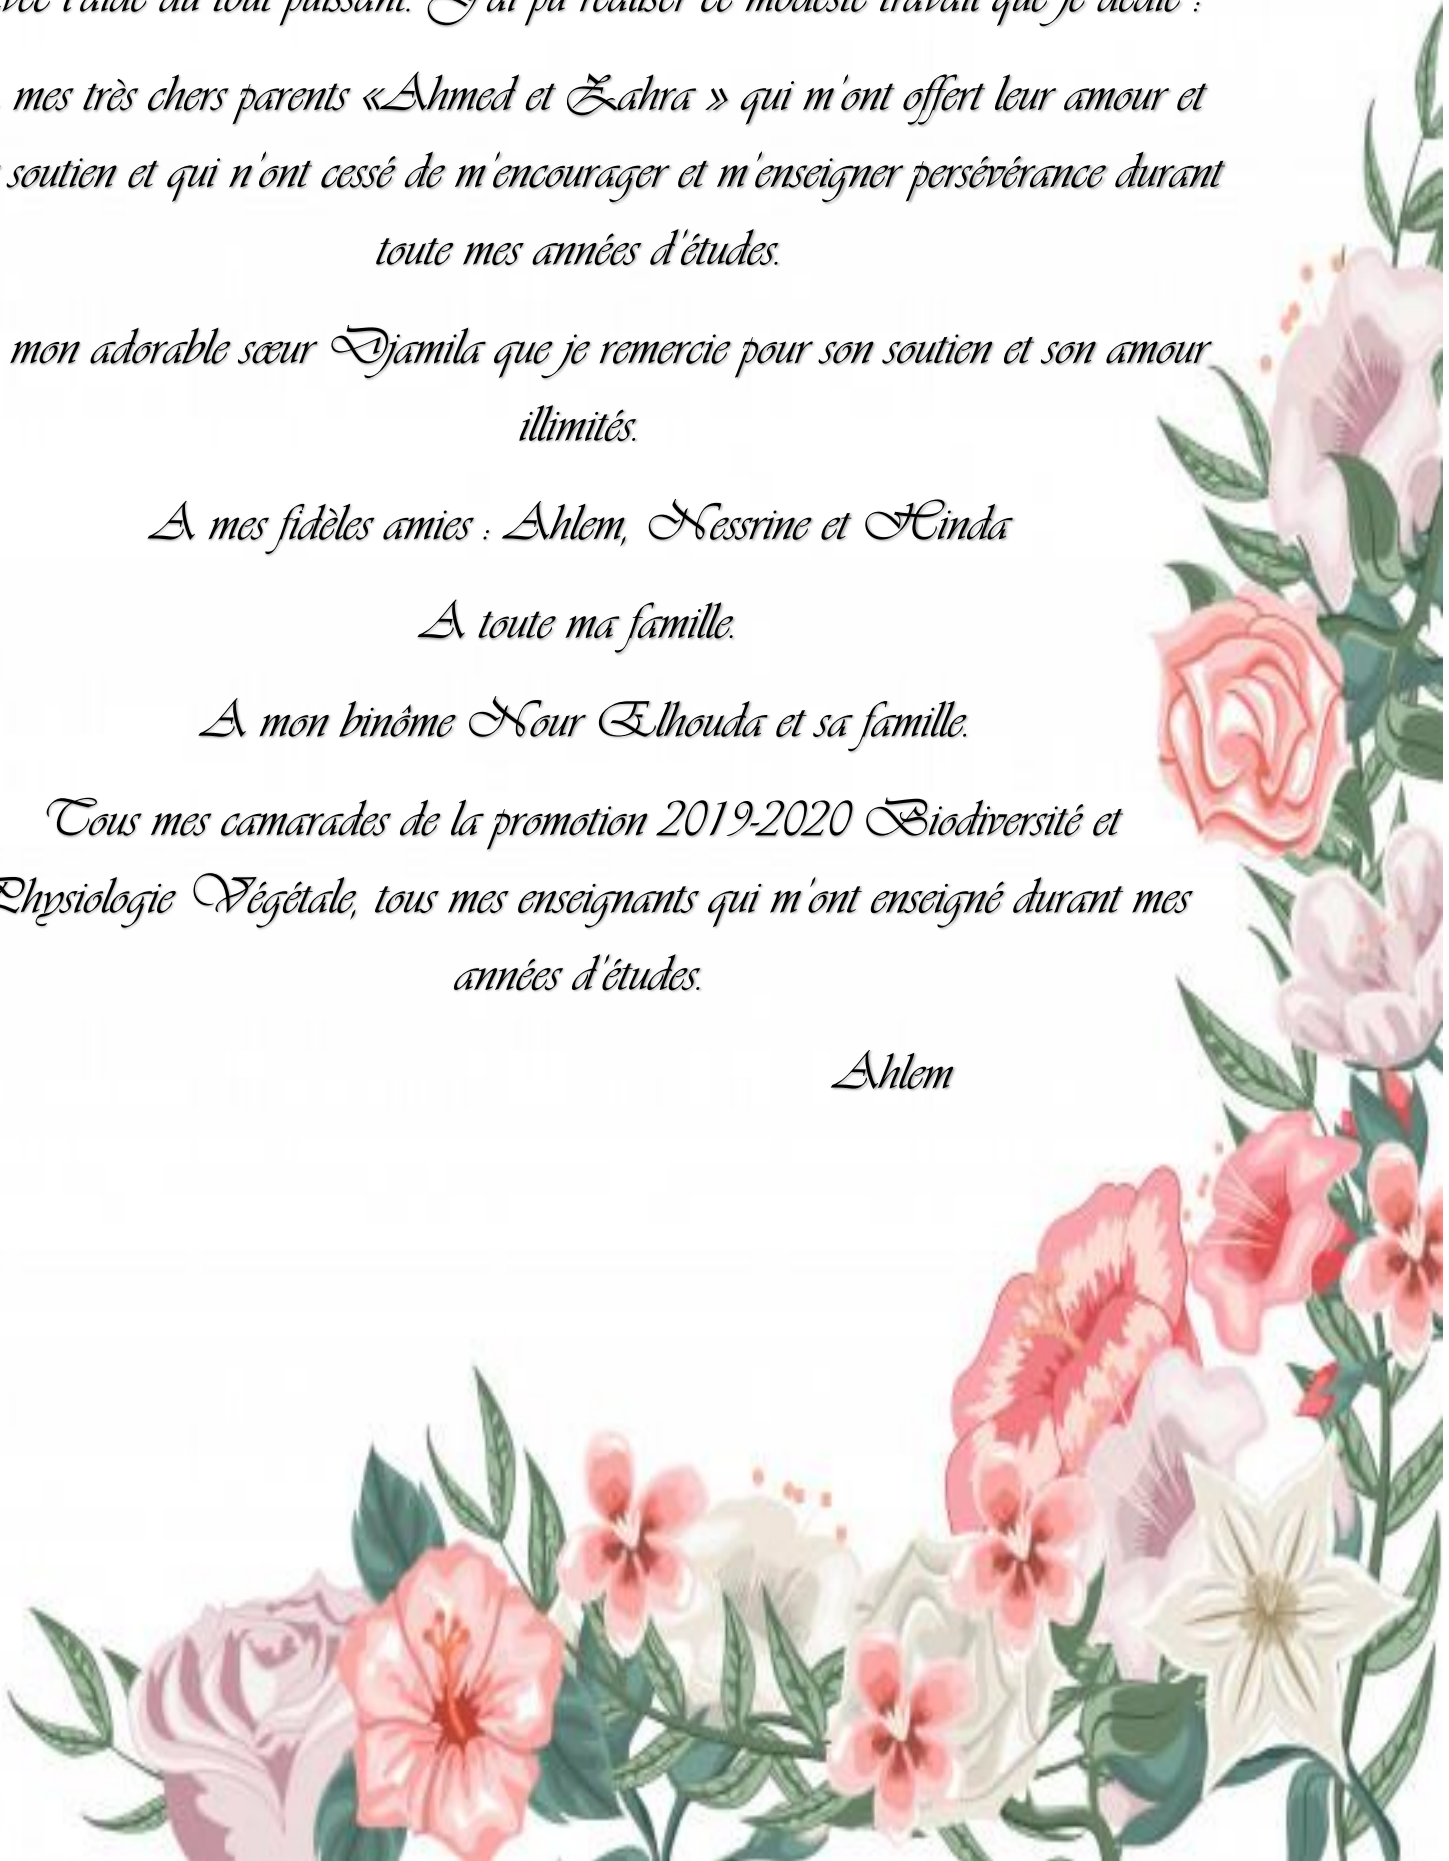 l'aide du tout puissant. J'ai pu réaliser ce modeste travail que je dédie :
mes très chers parents «Ahmed et Zahra » qui m'ont offert leur amour et
soutien et qui n'ont cessé de m'encourager et m'enseigner persévérance durant
toute mes années d'études.
mon adorable sœur Djamila que je remercie pour son soutien et son amour
illimités.
A mes fidèles amies : Ahlem, Nessrine et Hinda
A toute ma famille.
A mon binôme Nour Elhouda et sa famille.
Tous mes camarades de la promotion 2019-2020 Biodiversité et
Physiologie Végétale, tous mes enseignants qui m'ont enseigné durant mes
années d'études.
Ahlem